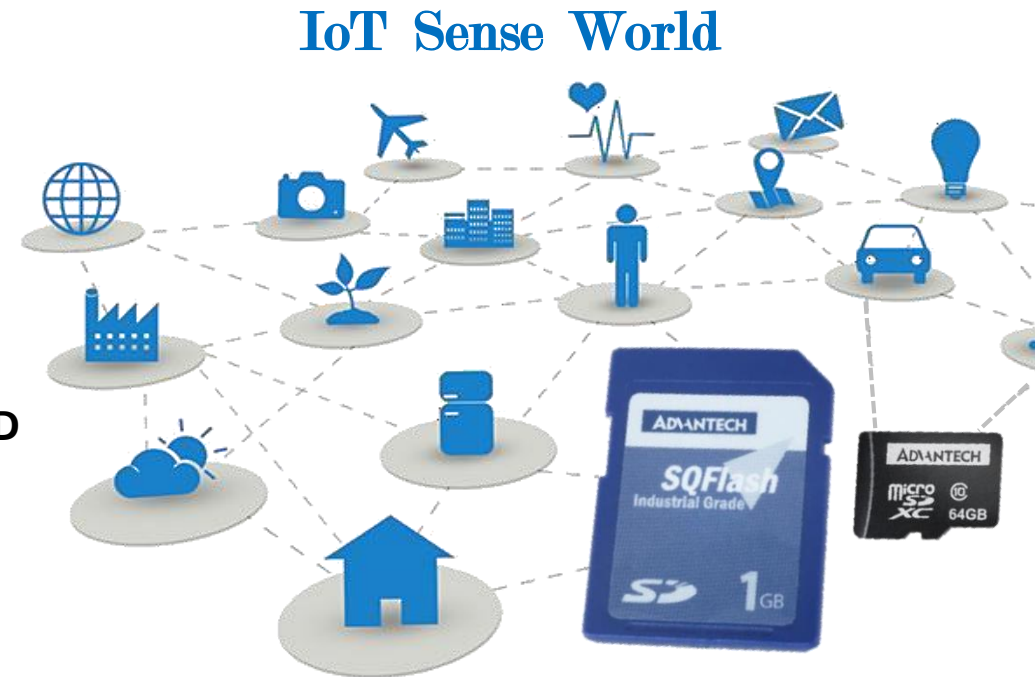 IoT Sense World
D
ADVANTECH
SQFlash
Industrial Grade
SD
1GB
ADVANTECH
micro
SD
XC
10
64GB